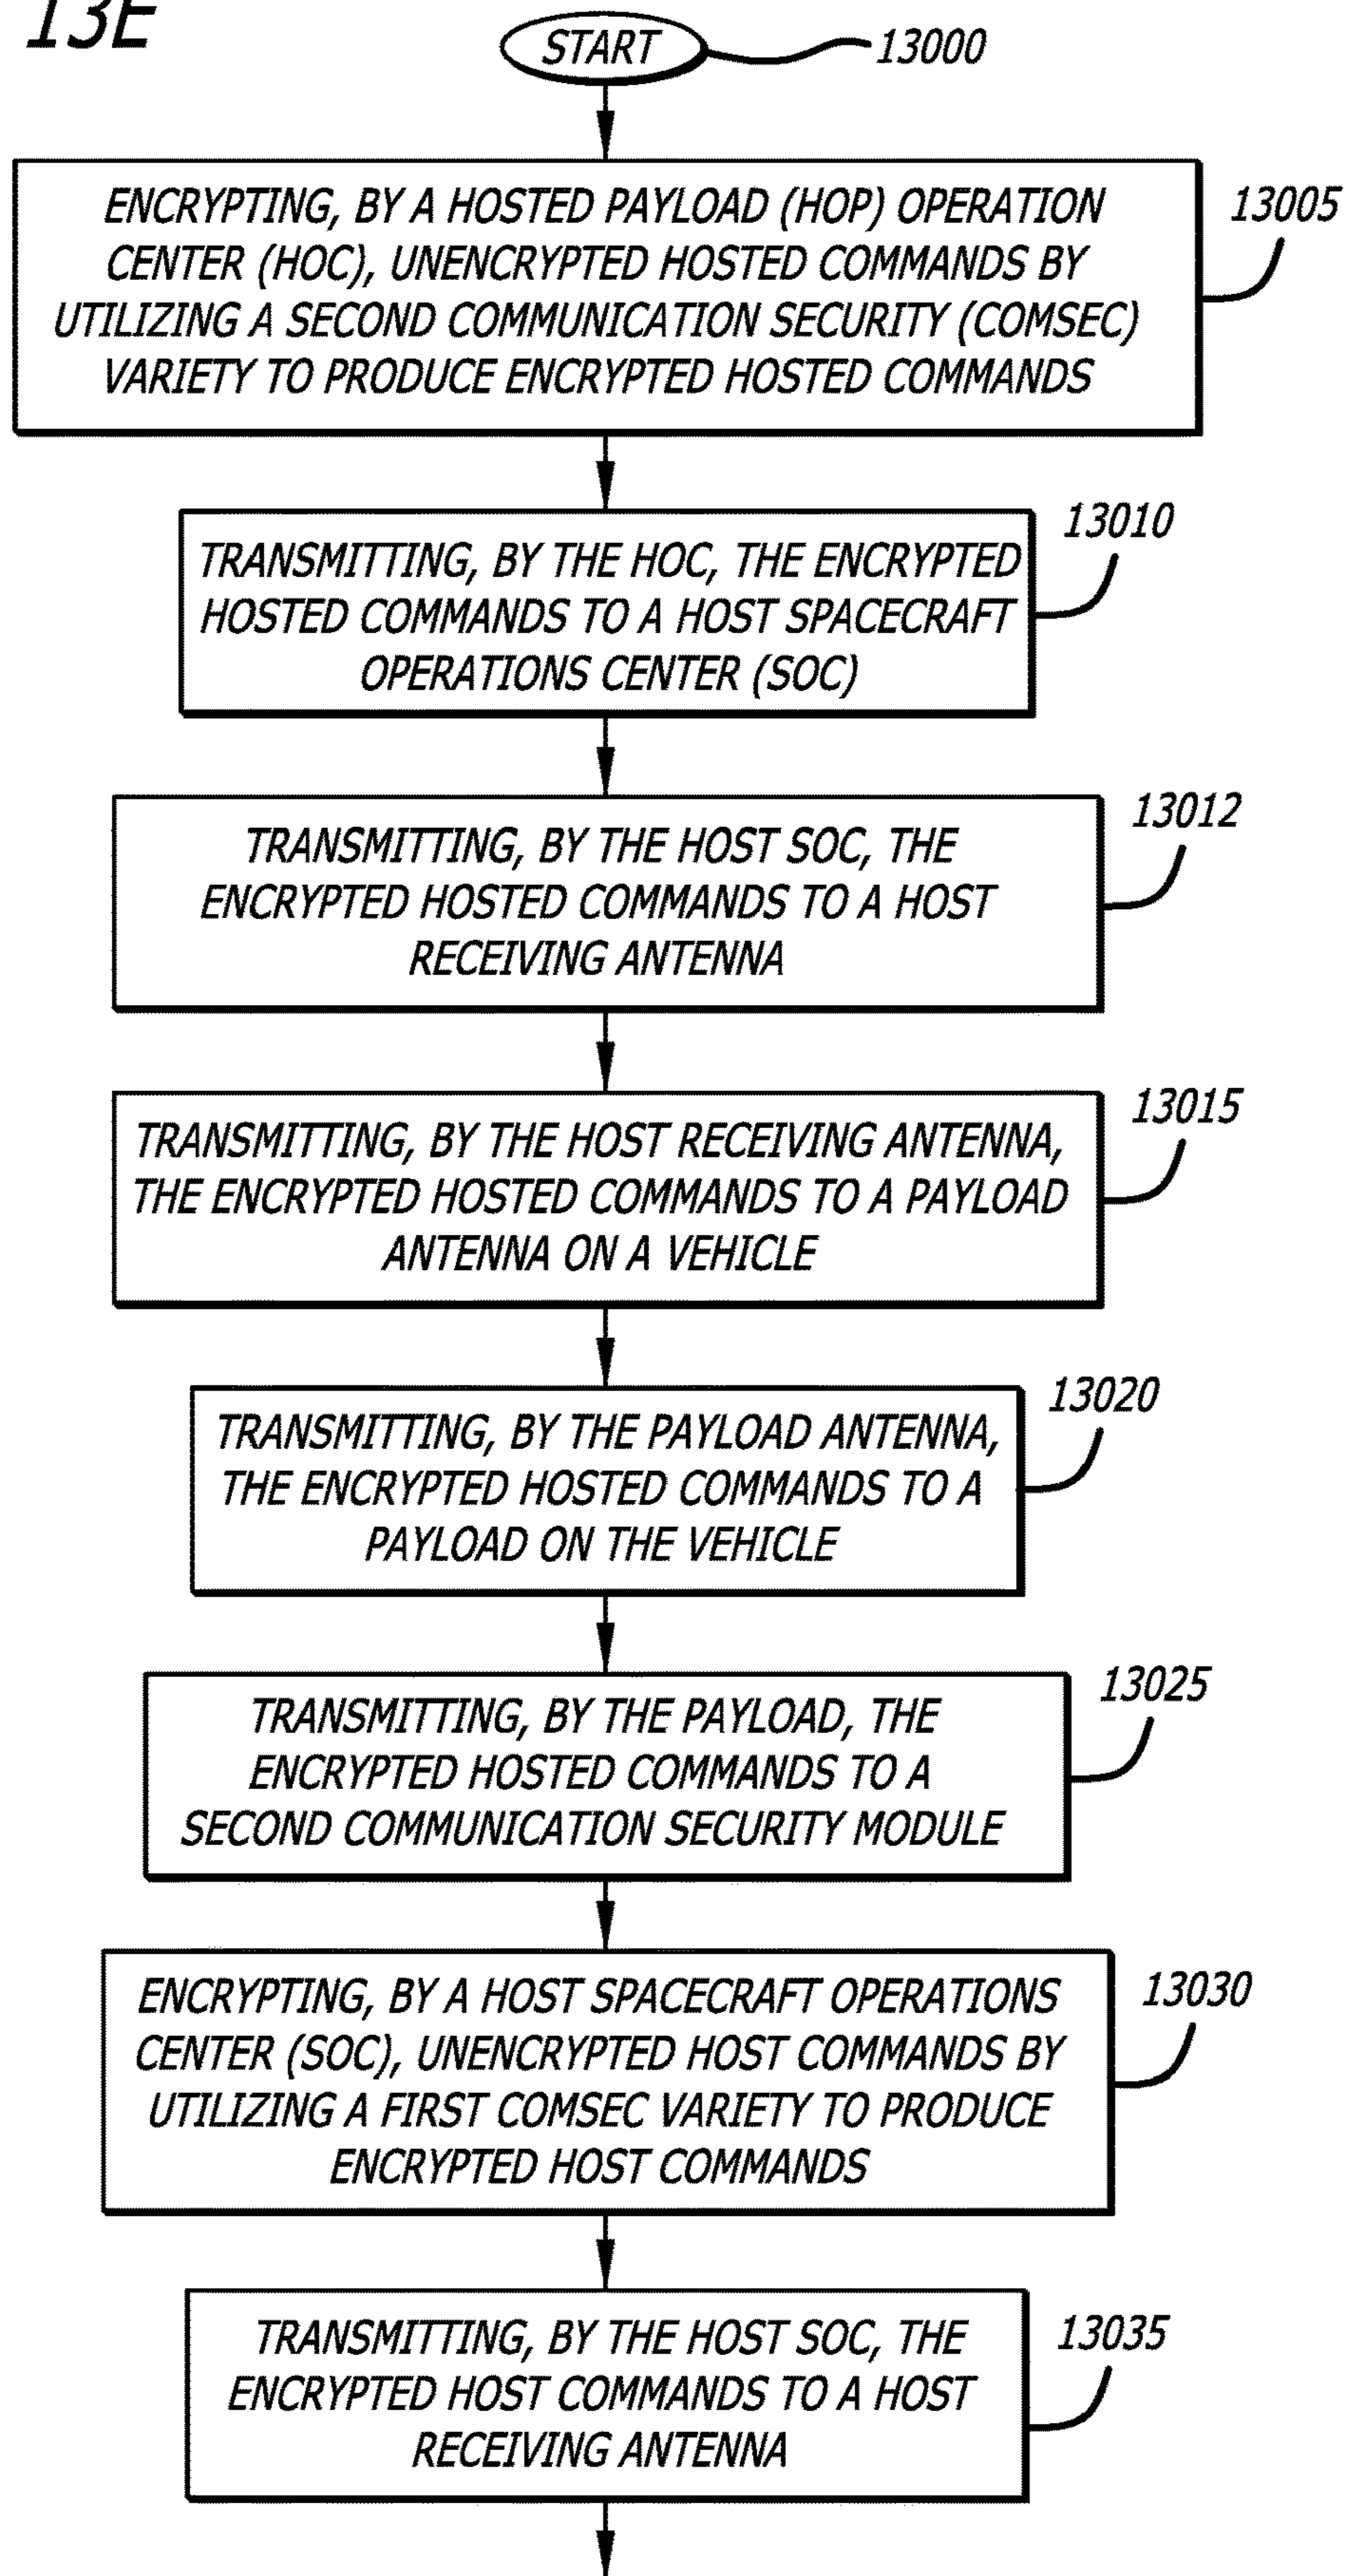 13E
START
13000
ENCRYPTING, BY A HOSTED PAYLOAD (HOP) OPERATION
CENTER (HOC), UNENCRYPTED HOSTED COMMANDS BY
UTILIZING A SECOND COMMUNICATION SECURITY (COMSEC)
VARIETY TO PRODUCE ENCRYPTED HOSTED COMMANDS
13005
TRANSMITTING, BY THE HOC, THE ENCRYPTED
HOSTED COMMANDS TO A HOST SPACECRAFT
OPERATIONS CENTER (SOC)
13010
TRANSMITTING, BY THE HOST SOC, THE
ENCRYPTED HOSTED COMMANDS TO A HOST
RECEIVING ANTENNA
13012
TRANSMITTING, BY THE HOST RECEIVING ANTENNA,
THE ENCRYPTED HOSTED COMMANDS TO A PAYLOAD
ANTENNA ON A VEHICLE
13015
TRANSMITTING, BY THE PAYLOAD ANTENNA,
THE ENCRYPTED HOSTED COMMANDS TO A
PAYLOAD ON THE VEHICLE
13020
TRANSMITTING, BY THE PAYLOAD, THE
ENCRYPTED HOSTED COMMANDS TO A
SECOND COMMUNICATION SECURITY MODULE
13025
ENCRYPTING, BY A HOST SPACECRAFT OPERATIONS
CENTER (SOC), UNENCRYPTED HOST COMMANDS BY
UTILIZING A FIRST COMSEC VARIETY TO PRODUCE
ENCRYPTED HOST COMMANDS
13030
TRANSMITTING, BY THE HOST SOC, THE
ENCRYPTED HOST COMMANDS TO A HOST
RECEIVING ANTENNA
13035